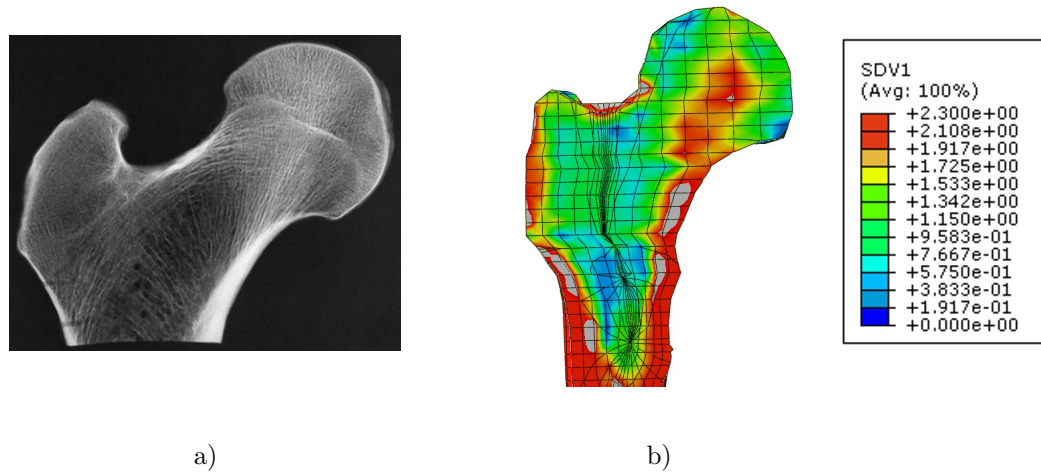 SDV1
(Avg: 100%)
+2.300e+00
+2.108e+00
+1.917e+00
+1.725e+00
+1.533e+00
+1.342e+00
+1.150e+00
+9.583e-01
+7.667e-01
+5.750e-01
+3.833e-01
+1.917e-01
+0.000e+00
a)
b)